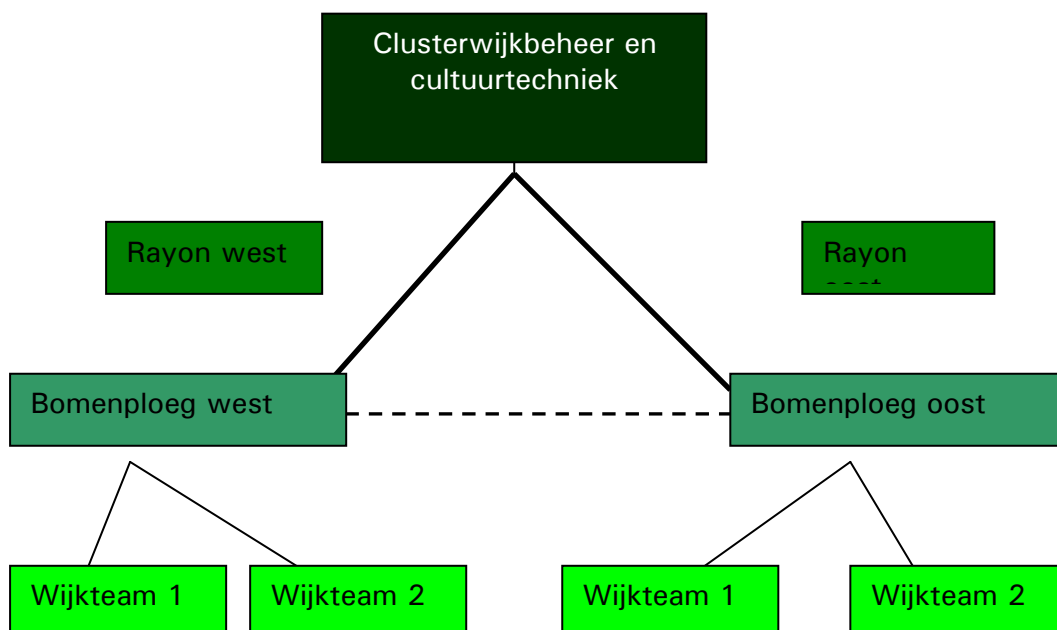 Clusterwijkbeheer en
cultuurtechniek
Rayon west
Rayon
Bomenploeg west
Bomenploeg oost
Wijkteam 1
Wijkteam 2
Wijkteam 1
Wijkteam 2